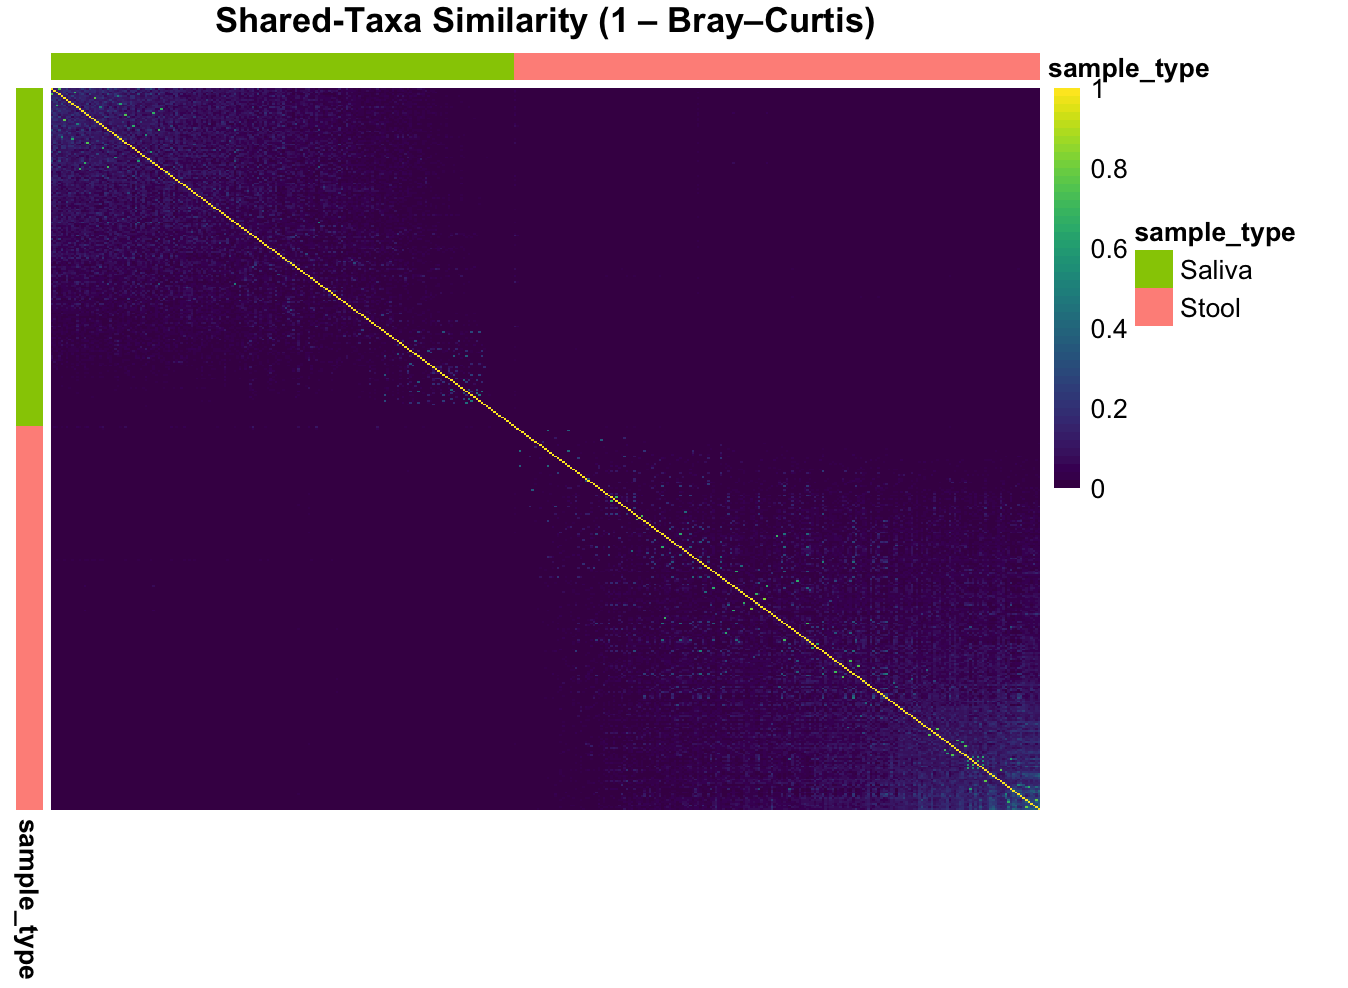 Shared-Taxa Similarity (1 – Bray–Curtis)
sample_type
1
0.8
0.6
0.4
0.2
0
sample_type
Saliva
Stool
sample_type